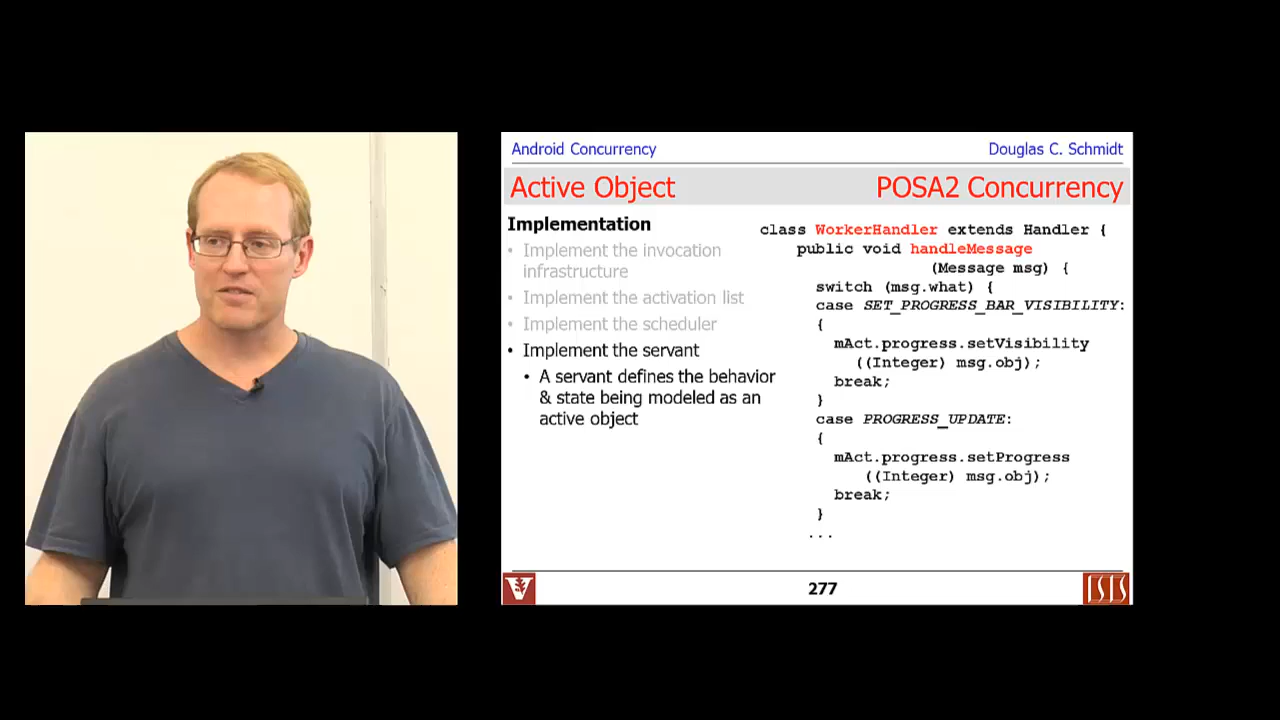 Android Concurrency
Douglas C. Schmidt
Active Object
POSA2 Concurrency
Implementation
• Implement the invocation
infrastructure
• Implement the activation list
• Implement the scheduler
• Implement the servant
• A servant defines the behavior
& state being modeled as an
active object
class WorkerHandler extends Handler {
public void handleMessage
(Message msg) {
switch (msg.what) {
case SET_PROGRESS_BAR_VISIBILITY:
{
mAct.progress.setVisibility
((Integer) msg.obj);
break;
}
case PROGRESS_UPDATE:
{
mAct.progress.setProgress
((Integer) msg.obj);
break;
}
...
V
277
ISIS